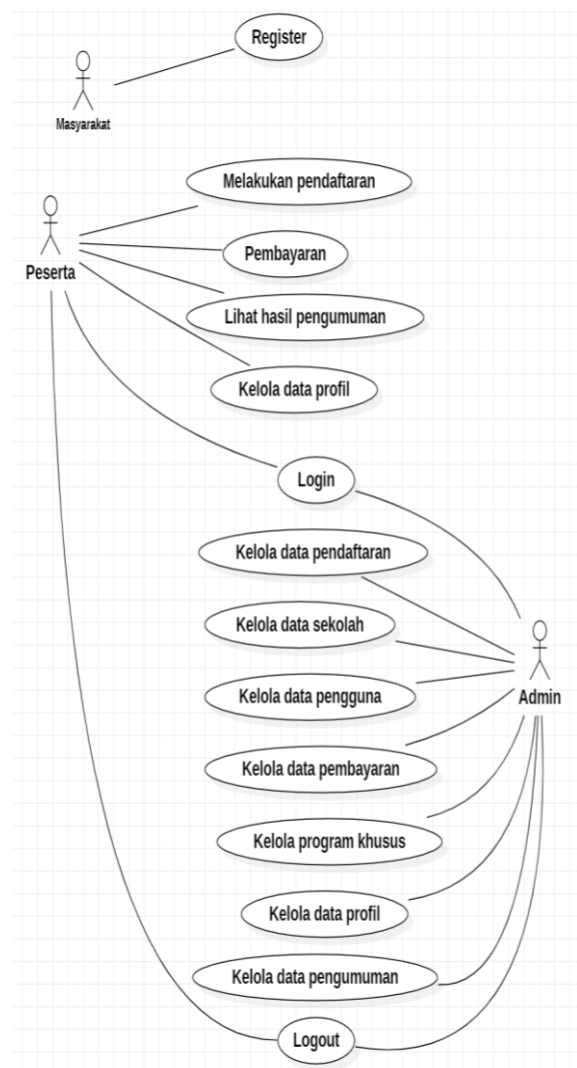 Register
Masyarakat
Melakukan pendaftaran
Peserta
Pembayaran
Lihat hasil pengumuman
Kelola data profil
Login
Kelola data pendaftaran
Kelola data sekolah
Kelola data pengguna
Admin
Kelola data pembayaran
Kelola program khusus
Kelola data profil
Kelola data pengumuman
Logout